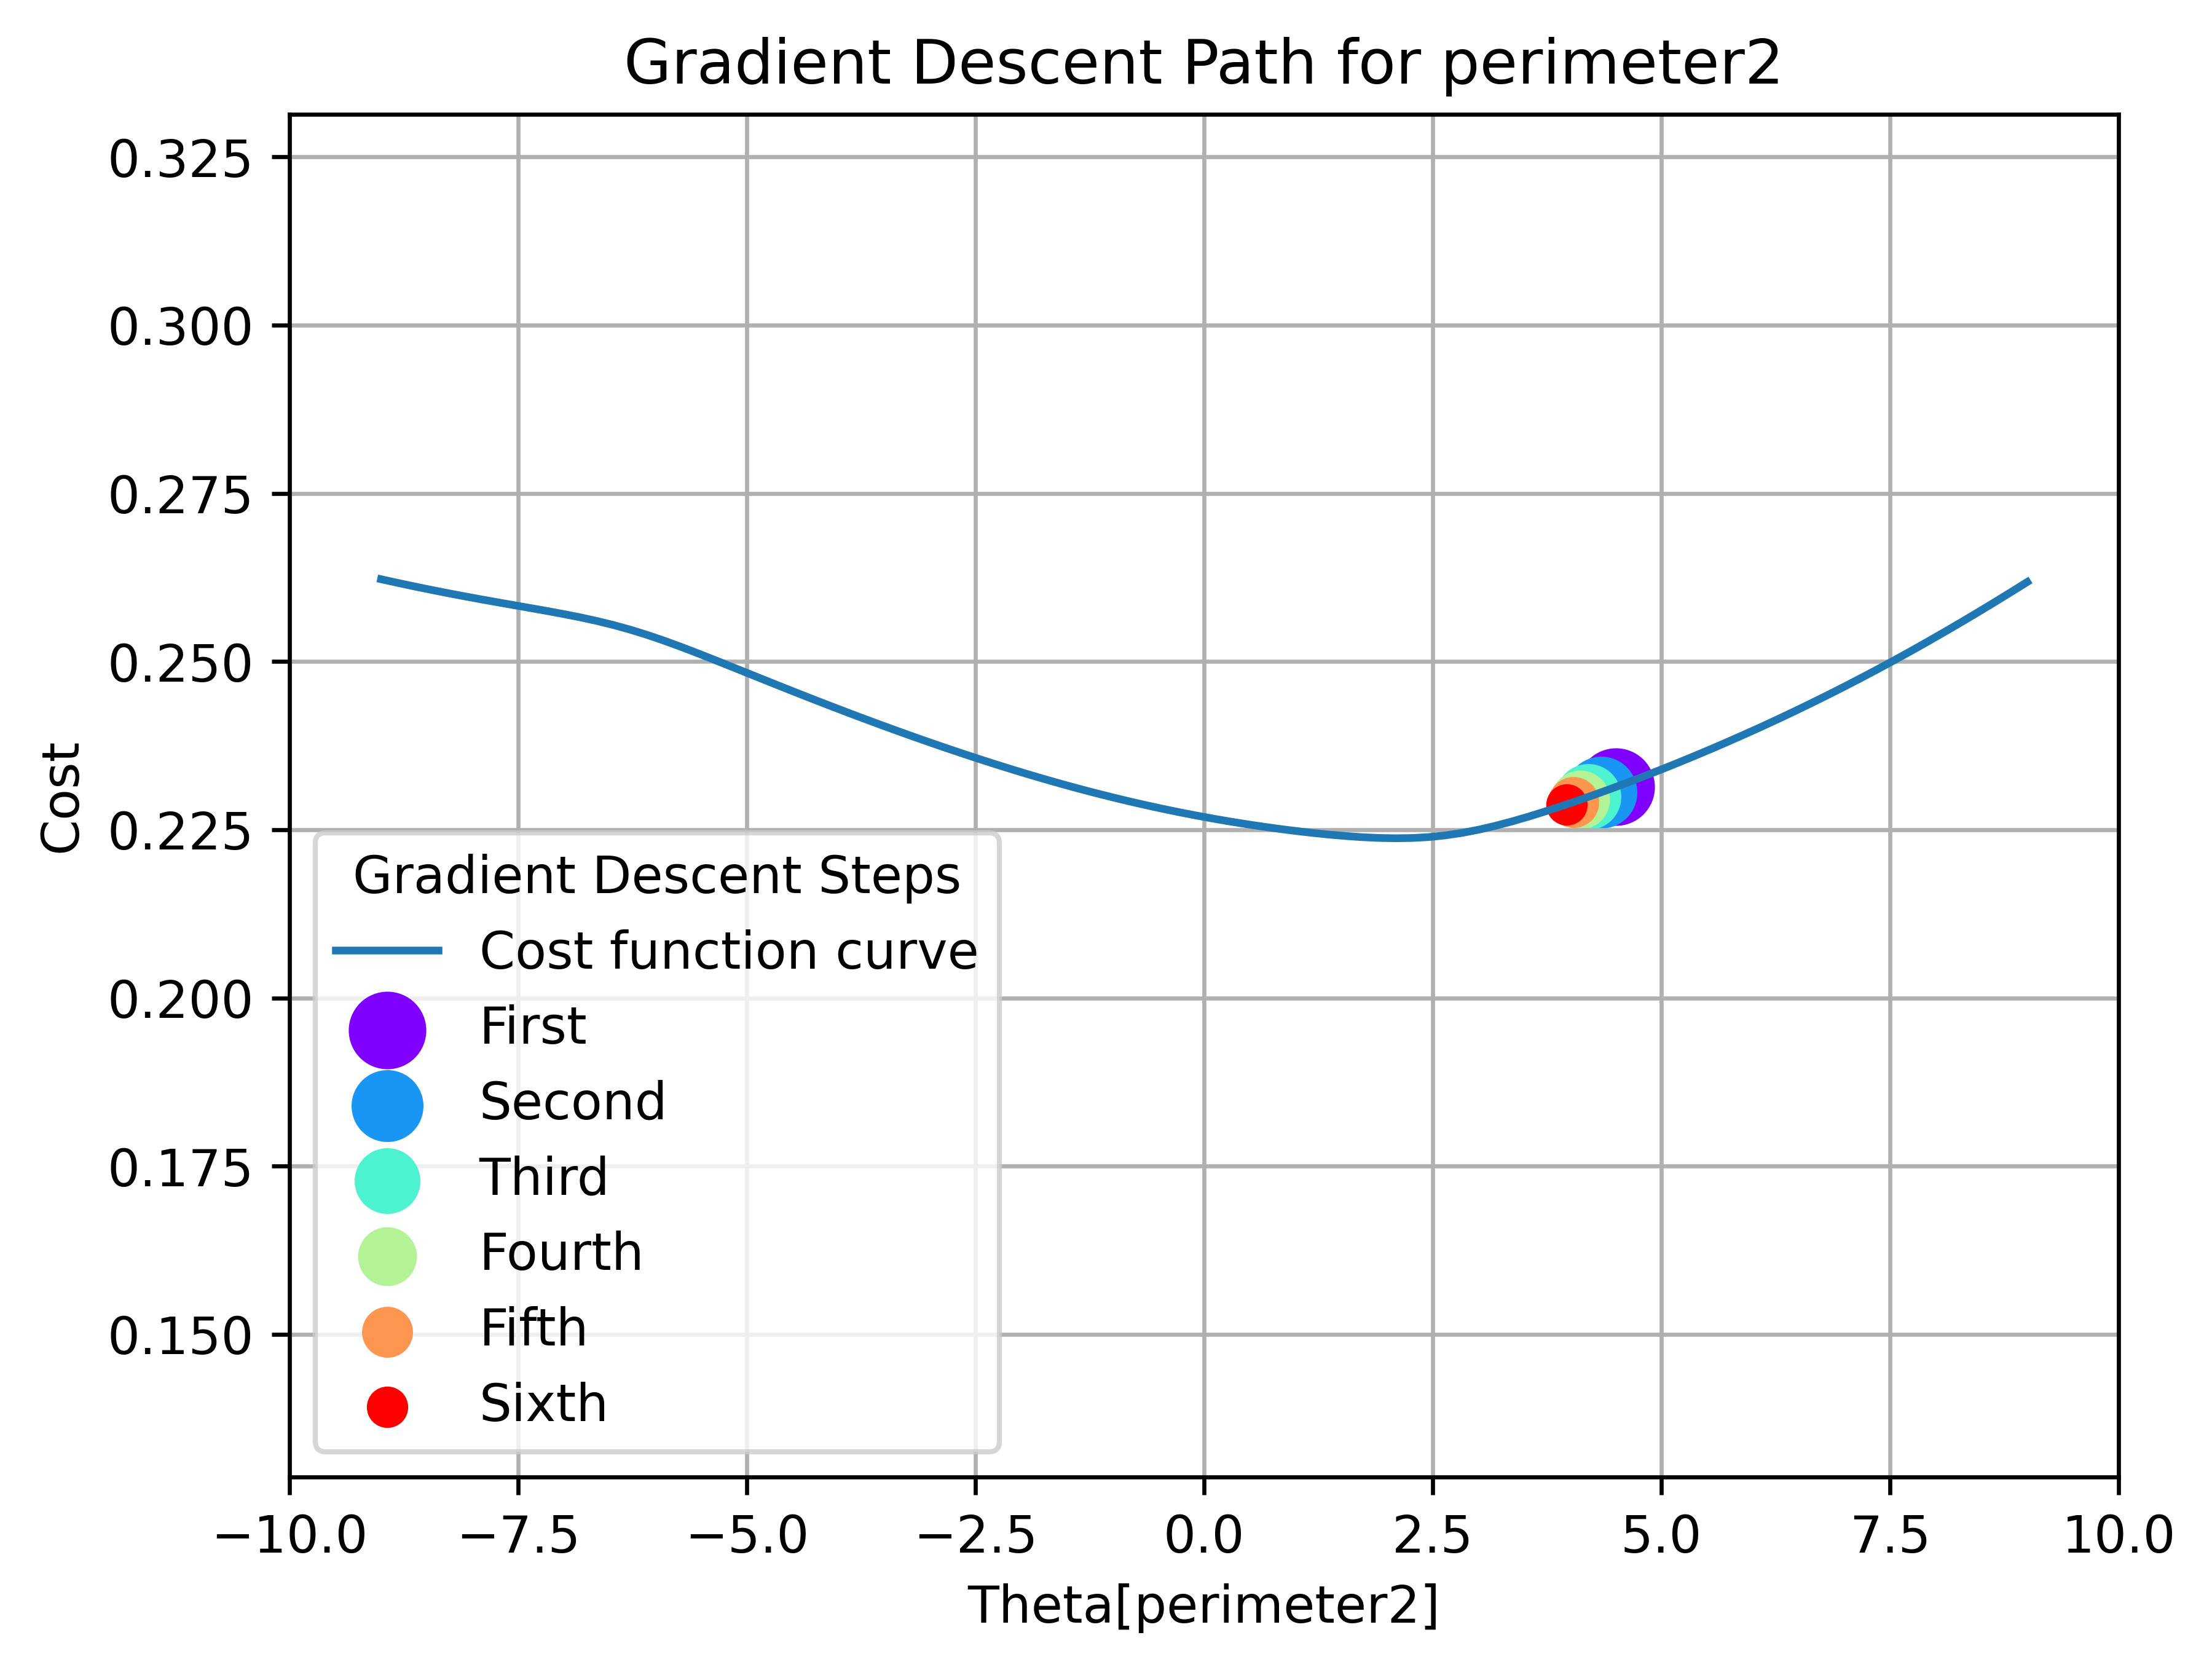 Gradient Descent Path for perimeter2
0.325
0.300
0.275
0.250
0.225
0.200
0.175
0.150
Cost
Gradient Descent Steps
Cost function curve
First
Second
Third
Fourth
Fifth
Sixth
−10.0 −7.5 −5.0 −2.5 0.0 2.5 5.0 7.5 10.0
Theta[perimeter2]